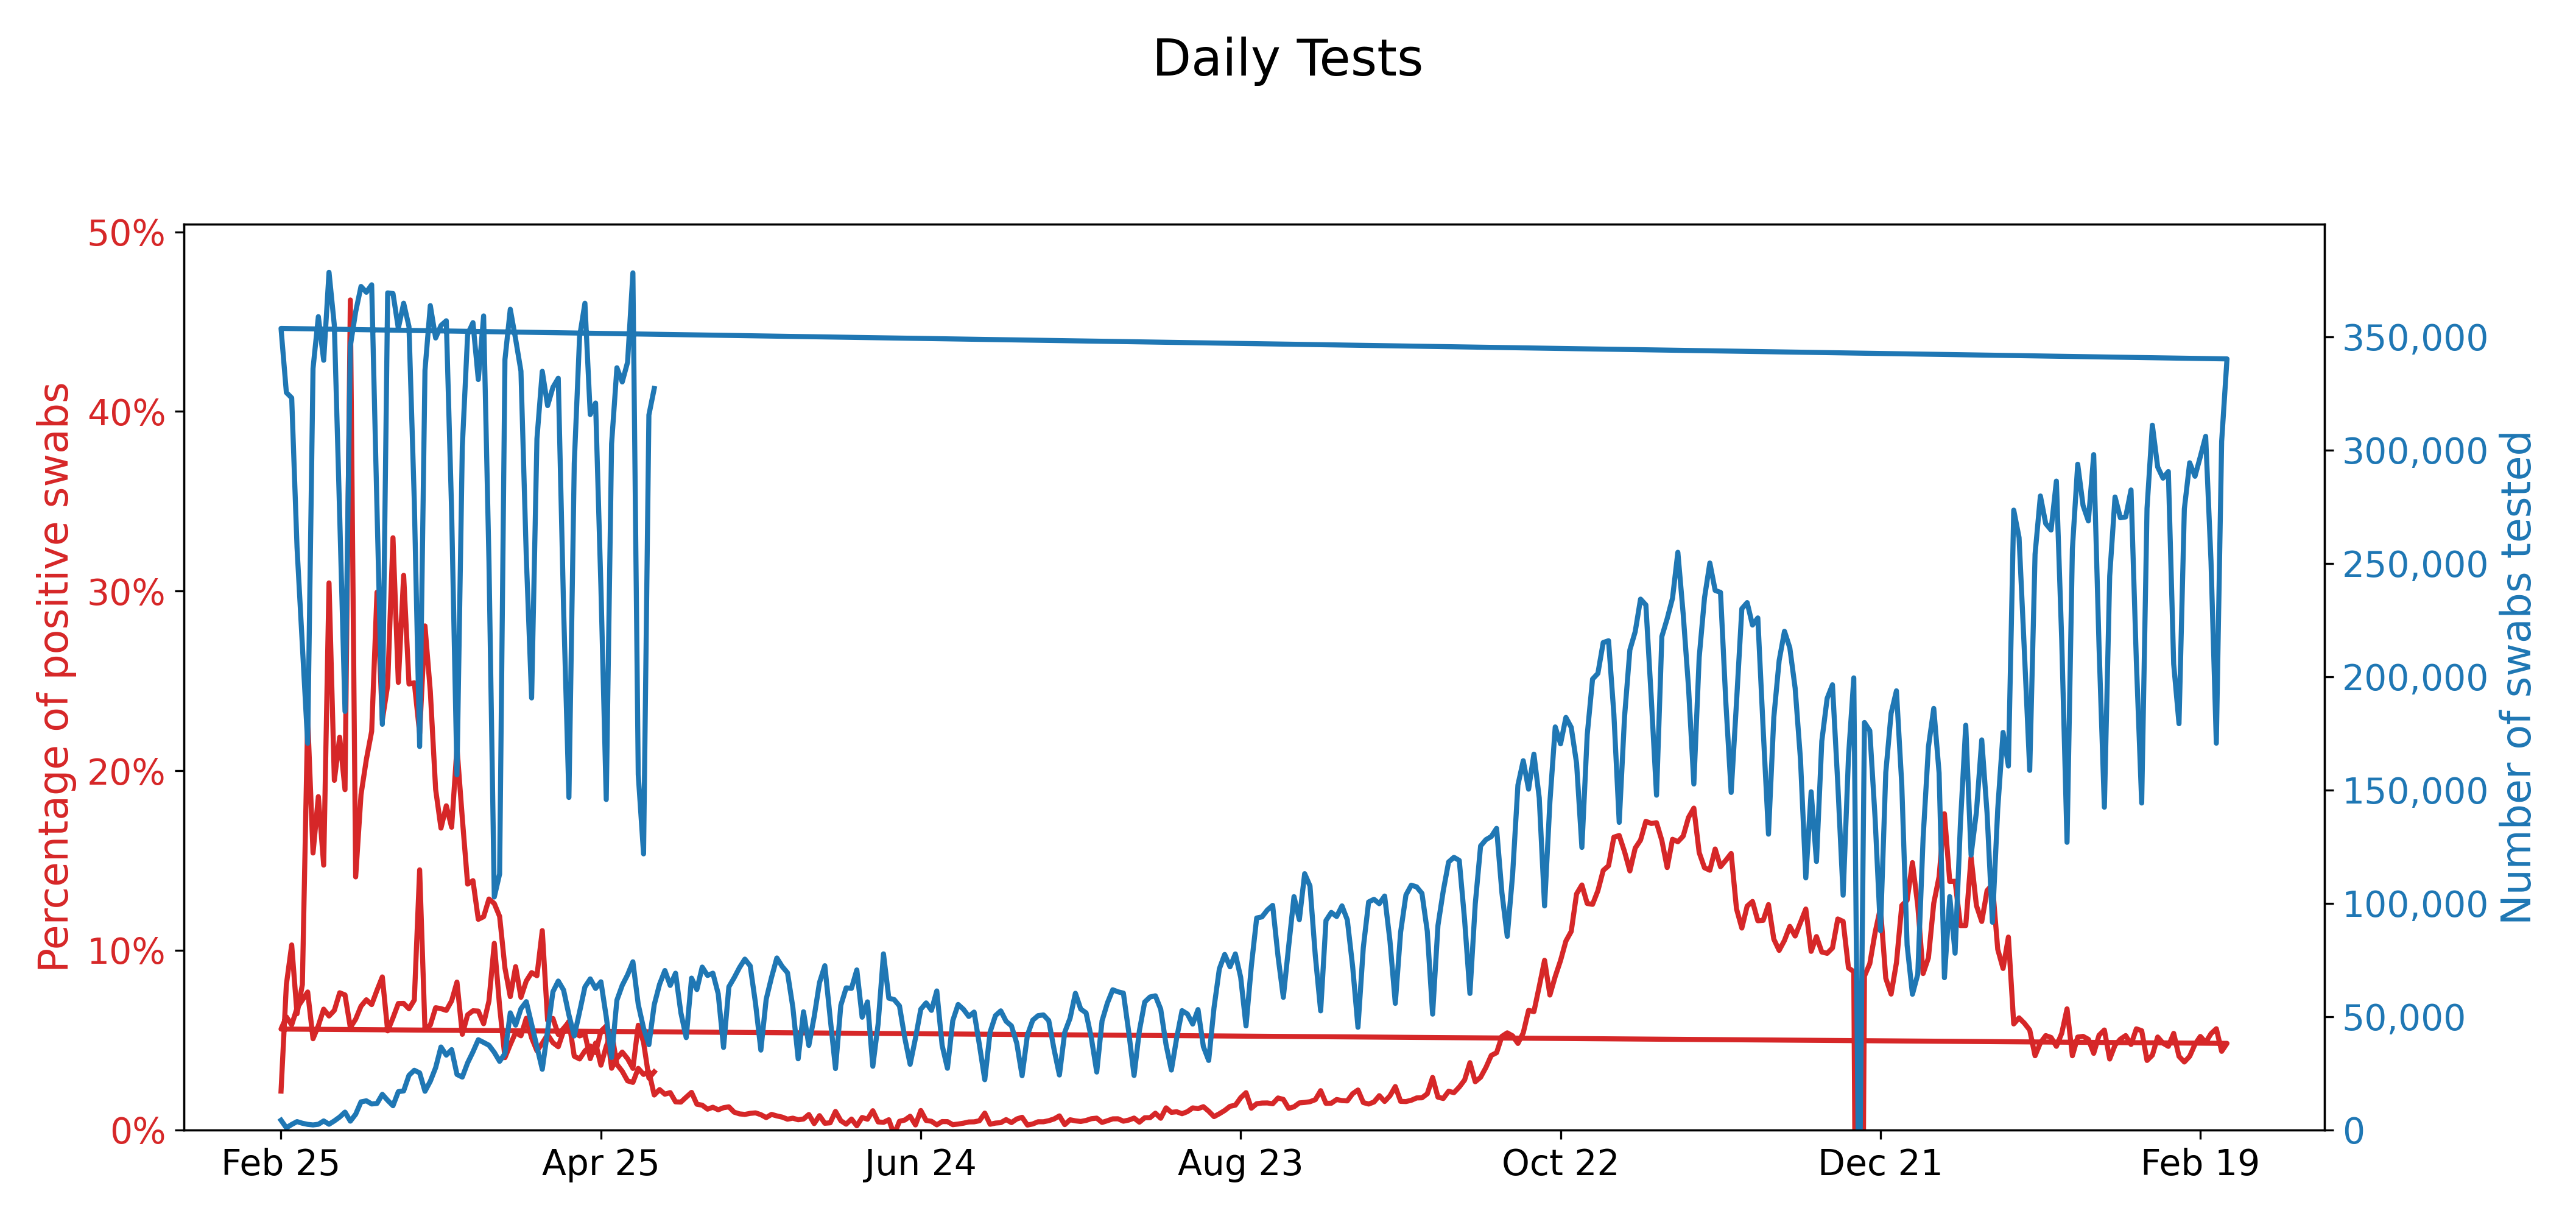 Daily Tests
Percentage of positive swabs
50%
40%
30%
20%
10%
0%
Feb 25
Apr 25
Jun 24
Aug 23
Oct 22
Dec 21
Feb 19
350,000
300,000
250,000
200,000
150,000
100,000
50,000
0
Number of swabs tested